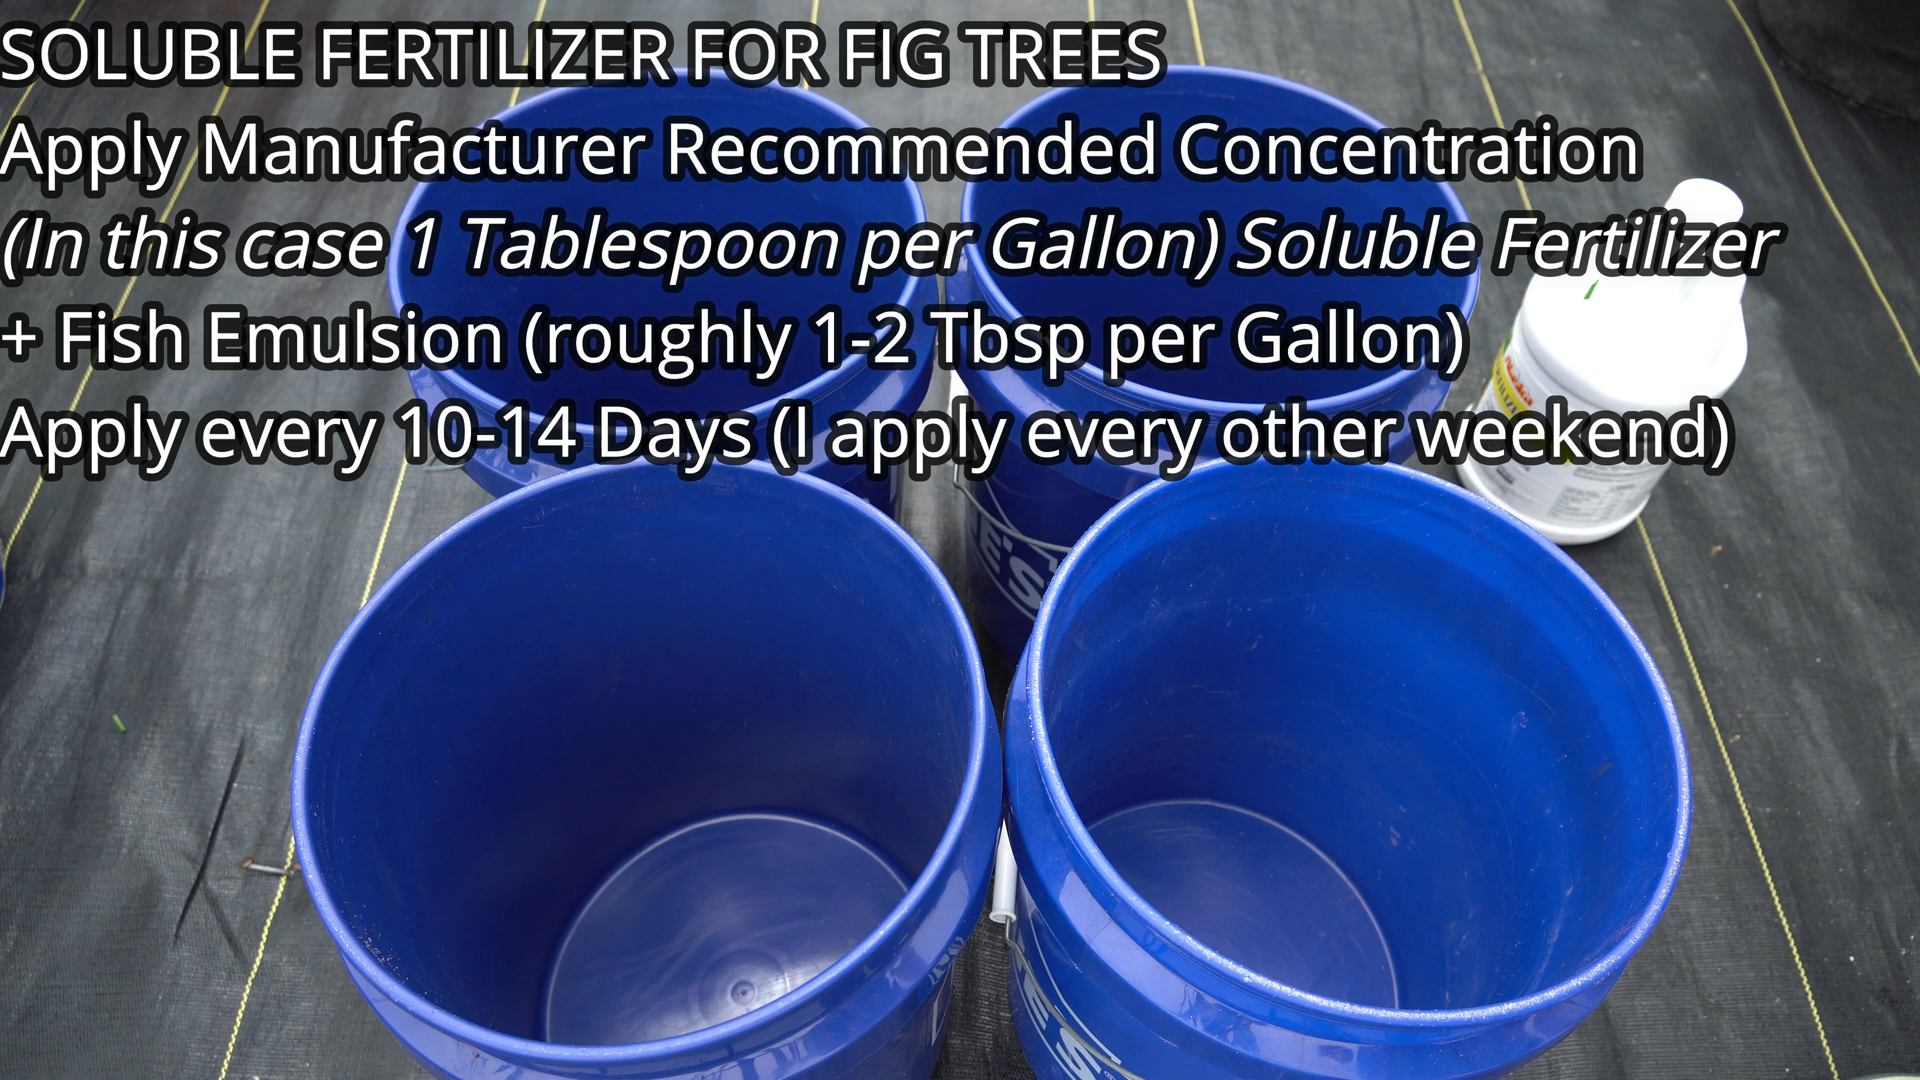 SOLUBLE FERTILIZER FOR FIG TREES
Apply Manufacturer Recommended Concentration
(In this case 1 Tablespoon per Gallon) Soluble Fertilizer
+ Fish Emulsion (roughly 1-2 Tbsp per Gallon)
Apply every 10-14 Days (I apply every other weekend)
E'S
E'S